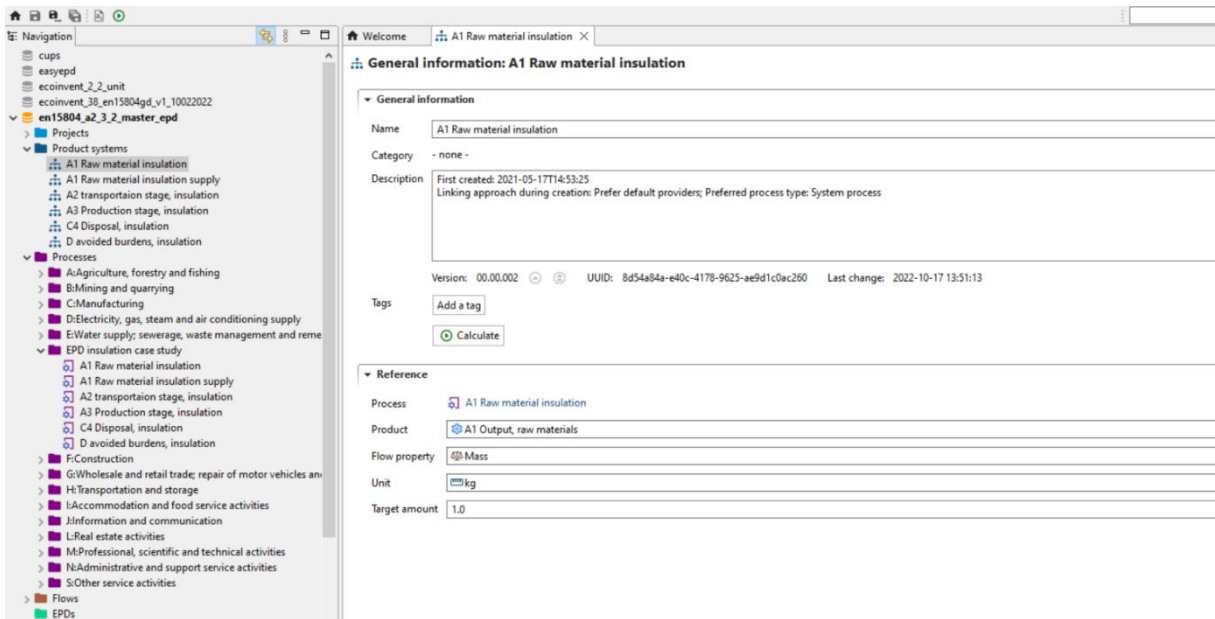 Navigation
cups
easyepd
ecoinvent_2_2_unit
ecoinvent_38_en15804gd_v1_10022022
en15804_a2_3_2_master_epd
Projects
Product systems
A1 Raw material insulation
A1 Raw material insulation supply
A2 transportaion stage, insulation
A3 Production stage, insulation
C4 Disposal, insulation
D avoided burdens, insulation
Processes
A:Agriculture, forestry and fishing
B:Mining and quarrying
C:Manufacturing
D:Electricity, gas, steam and air conditioning supply
E:Water supply; sewerage, waste management and reme
EPD insulation case study
A1 Raw material insulation
A1 Raw material insulation supply
A2 transportaion stage, insulation
A3 Production stage, insulation
C4 Disposal, insulation
D avoided burdens, insulation
F:Construction
G:Wholesale and retail trade; repair of motor vehicles an
H:Transportation and storage
I:Accommodation and food service activities
J:Information and communication
L:Real estate activities
M:Professional, scientific and technical activities
N:Administrative and support service activities
S:Other service activities
Flows
EPDs
Welcome
A1 Raw material insulation
General information: A1 Raw material insulation
General information
Name A1 Raw material insulation
Category - none -
Description First created: 2021-05-17T14:53:25
Linking approach during creation: Prefer default providers; Preferred process type: System process
Version: 00.00.002 UUID: 8d54a84a-e40c-4178-9625-ae9d1c0ac260 Last change: 2022-10-17 13:51:13
Tags Add a tag
Calculate
Reference
Process A1 Raw material insulation
Product A1 Output, raw materials
Flow property Mass
Unit kg
Target amount 1.0